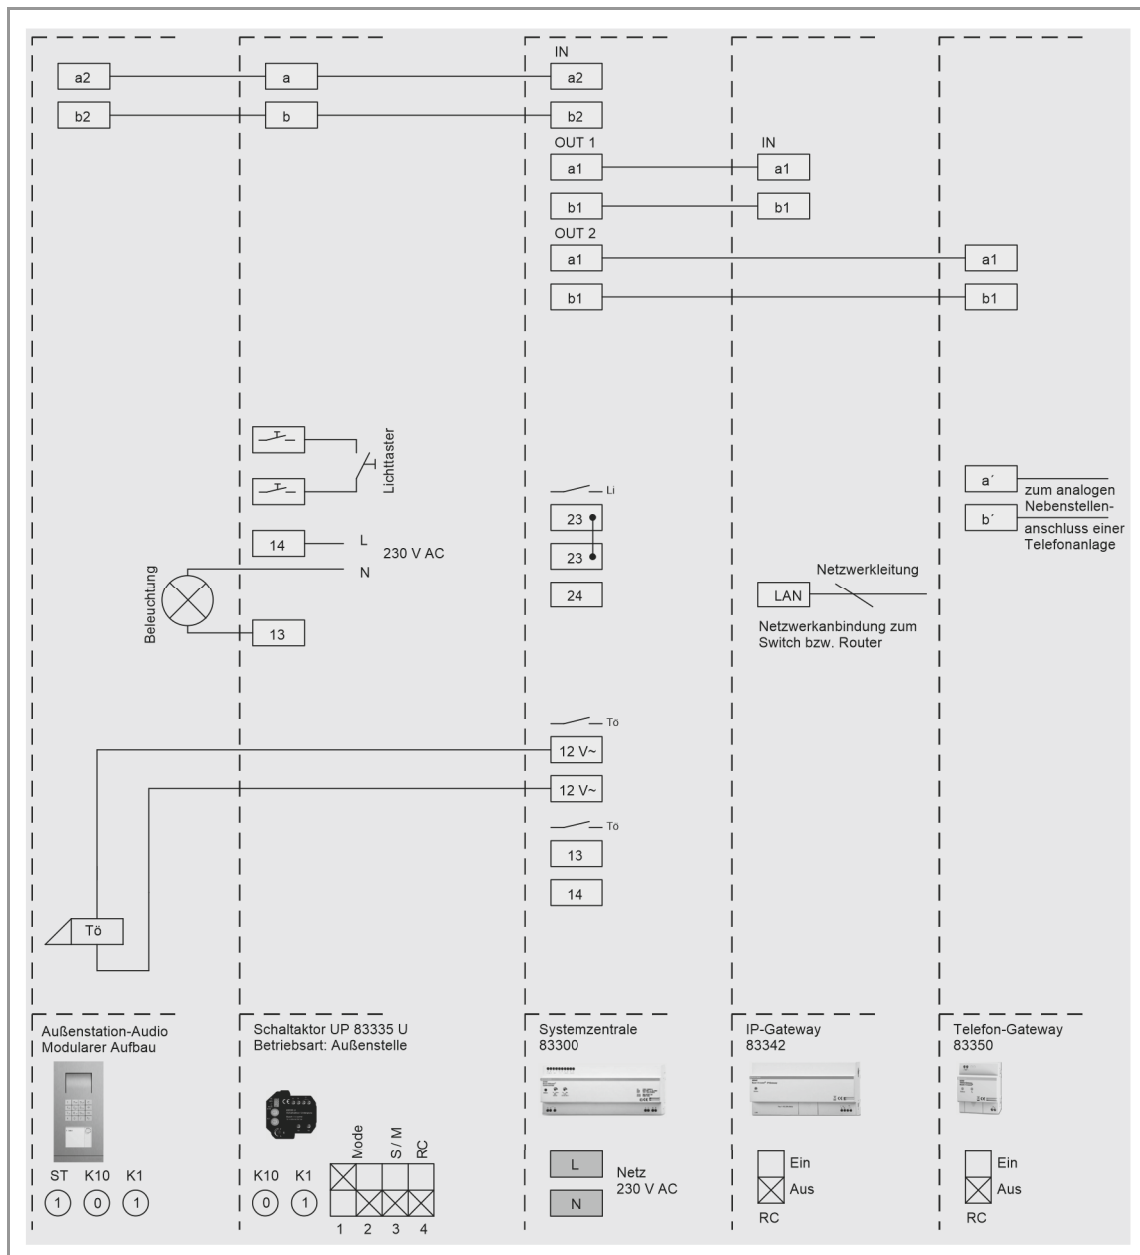 IN
a2
a
a2
b2
b
b2
OUT 1
IN
a1
a1
b1
b1
OUT 2
a1
a1
b1
b1
Lichttaster
Li
23
23
24
a´
b´
zum analogen
Nebenstellen-
anschluss einer
Telefonanlage
14
L
N
230 V AC
Beleuchtung
13
Netzwerkleitung
LAN
Netzwerkanbindung zum
Switch bzw. Router
Tö
12 V~
12 V~
Tö
13
14
Tö
Außenstation-Audio
Modularer Aufbau
ST K10 K1
1 0 1
Schaltaktor UP 83335 U
Betriebsart: Außenstelle
K10 K1
0 1
Mode
S / M
RC
1 2 3 4
Systemzentrale
83300
L
N
Netz
230 V AC
IP-Gateway
83342
Ein
Aus
RC
Telefon-Gateway
83350
Ein
Aus
RC